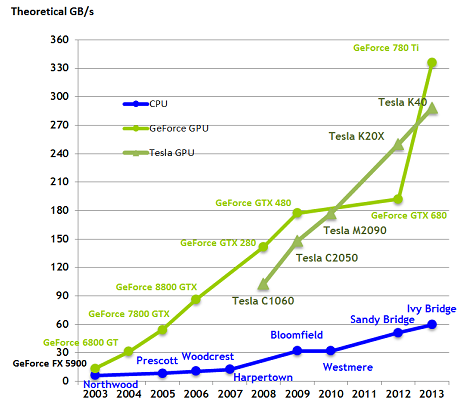 Theoretical GB/s
360
330
300
270
240
210
180
150
120
90
60
30
0
CPU
GeForce GPU
Tesla GPU
GeForce 780 Ti
Tesla K40
Tesla K20X
GeForce GTX 480
GeForce GTX 680
Tesla M2090
GeForce GTX 280
Tesla C2050
GeForce 8800 GTX
Tesla C1060
GeForce 7800 GTX
Ivy Bridge
Sandy Bridge
GeForce 6800 GT
Bloomfield
Prescott
Woodcrest
GeForce FX 5900
Westmere
Harpertown
Northwood
2003 2004 2005 2006 2007 2008 2009 2010 2011 2012 2013